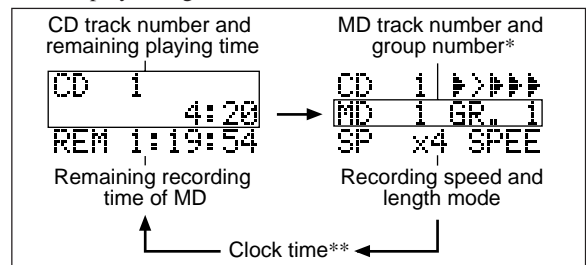 CD track number and
remaining playing time
CD 1
4:20
REM 1:19:54
Remaining recording
time of MD
MD track number and
group number*
CD 1
MD 1 GR. 1
SP x4 SPEE
Recording speed and
length mode
Clock time**